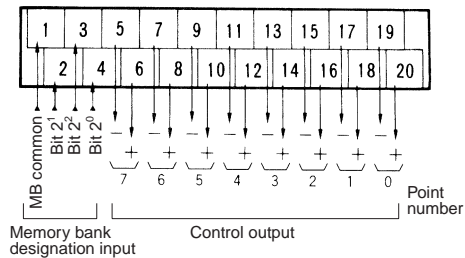 1 3 5 7 9 11 13 15 17 19
2 4 6 8 10 12 14 16 18 20
MB common
Bit 2¹
Bit 2²
Bit 2⁰
− + − + − + − + − + − + − + − +
7 6 5 4 3 2 1 0
Point number
Memory bank designation input
Control output